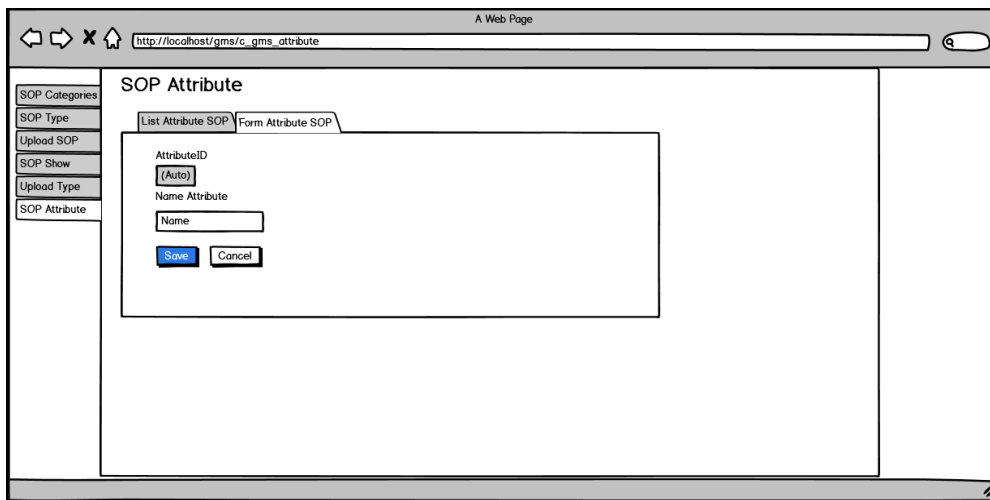 A Web Page
http://localhost/gms/c_gms_attribute
SOP Categories
SOP Type
Upload SOP
SOP Show
Upload Type
SOP Attribute
SOP Attribute
List Attribute SOP
Form Attribute SOP
AttributeID
(Auto)
Name Attribute
Name
Save
Cancel